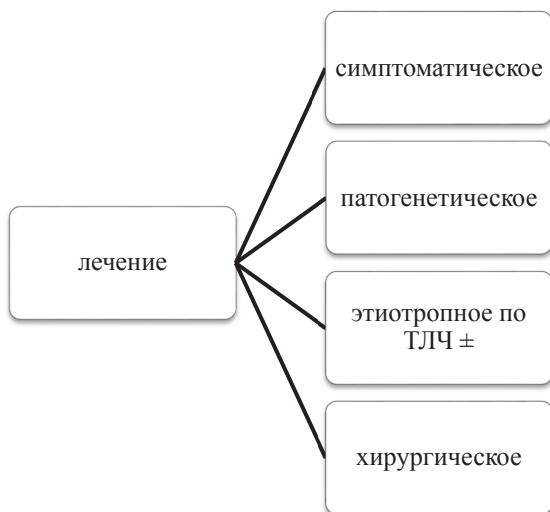 симптоматическое
патогенетическое
лечение
этиотропное по
ТЛЧ ±
хирургическое